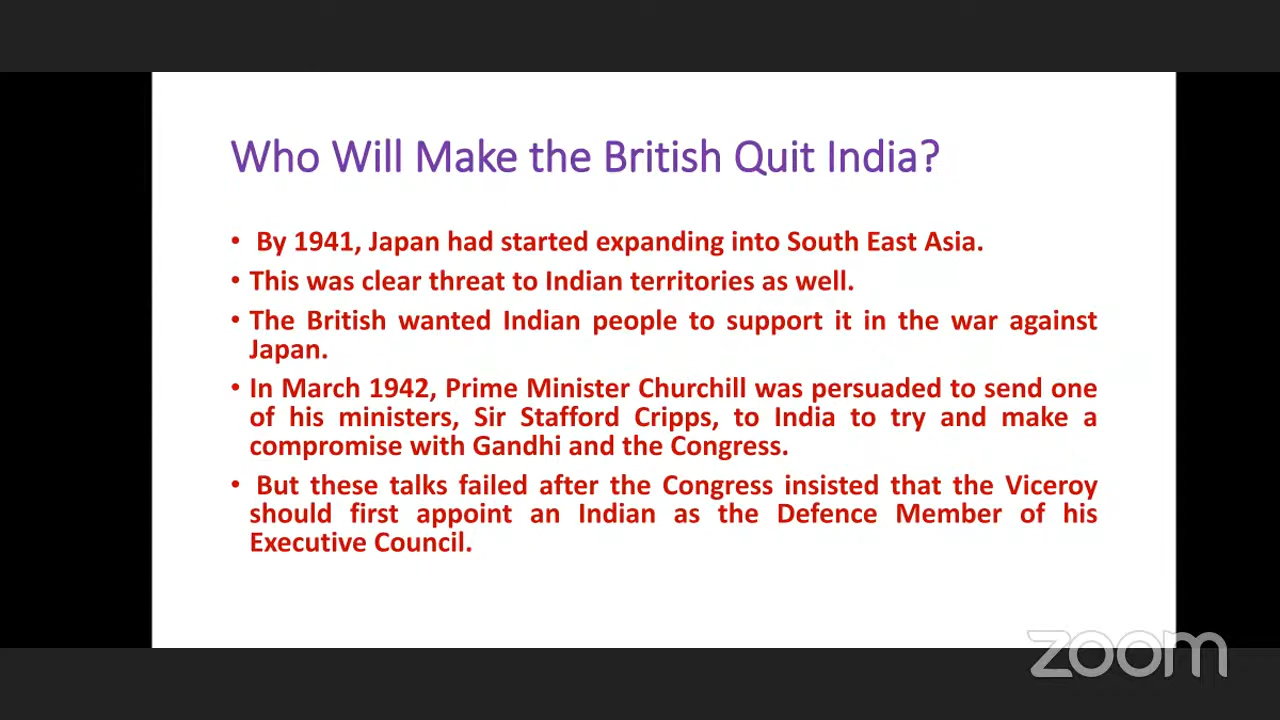 Who Will Make the British Quit India?
• By 1941, Japan had started expanding into South East Asia.
• This was clear threat to Indian territories as well.
• The British wanted Indian people to support it in the war against
Japan.
• In March 1942, Prime Minister Churchill was persuaded to send one
of his ministers, Sir Stafford Cripps, to India to try and make a
compromise with Gandhi and the Congress.
• But these talks failed after the Congress insisted that the Viceroy
should first appoint an Indian as the Defence Member of his
Executive Council.
zoom